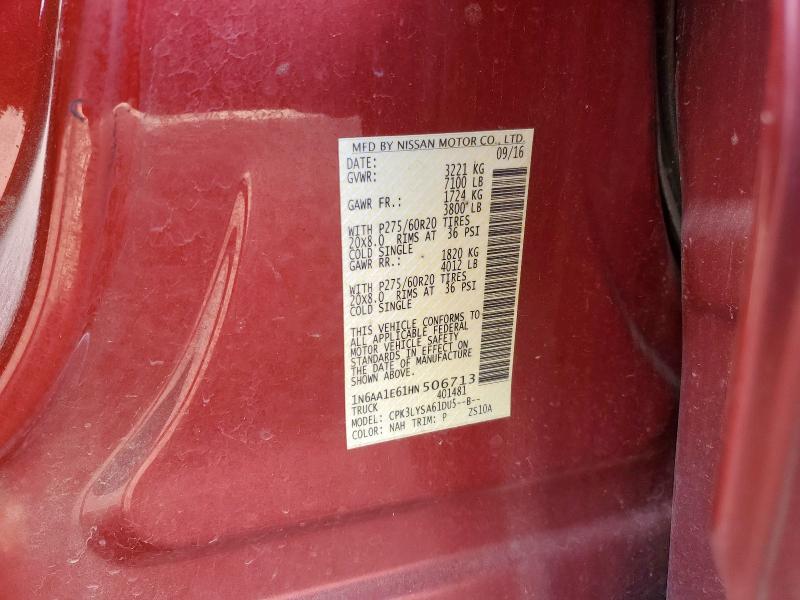 MFD BY NISSAN MOTOR CO., LTD.
DATE: 09/16
GVWR: 3221 KG
7100 LB
GAWR FR.: 1724 KG
3800 LB
WITH P275/60R20 TIRES
20X8.0 RIMS AT 36 PSI
COLD SINGLE
GAWR RR.: 1820 KG
4012 LB
WITH P275/60R20 TIRES
20X8.0 RIMS AT 36 PSI
COLD SINGLE
THIS VEHICLE CONFORMS TO
ALL APPLICABLE FEDERAL
MOTOR VEHICLE SAFETY
STANDARDS IN EFFECT ON
THE DATE OF MANUFACTURE
SHOWN ABOVE.
1N6AA1E61HN506713
TRUCK 401481
MODEL: CPK3LYSA61DU5--B--
COLOR: NAH TRIM: P ZS10A